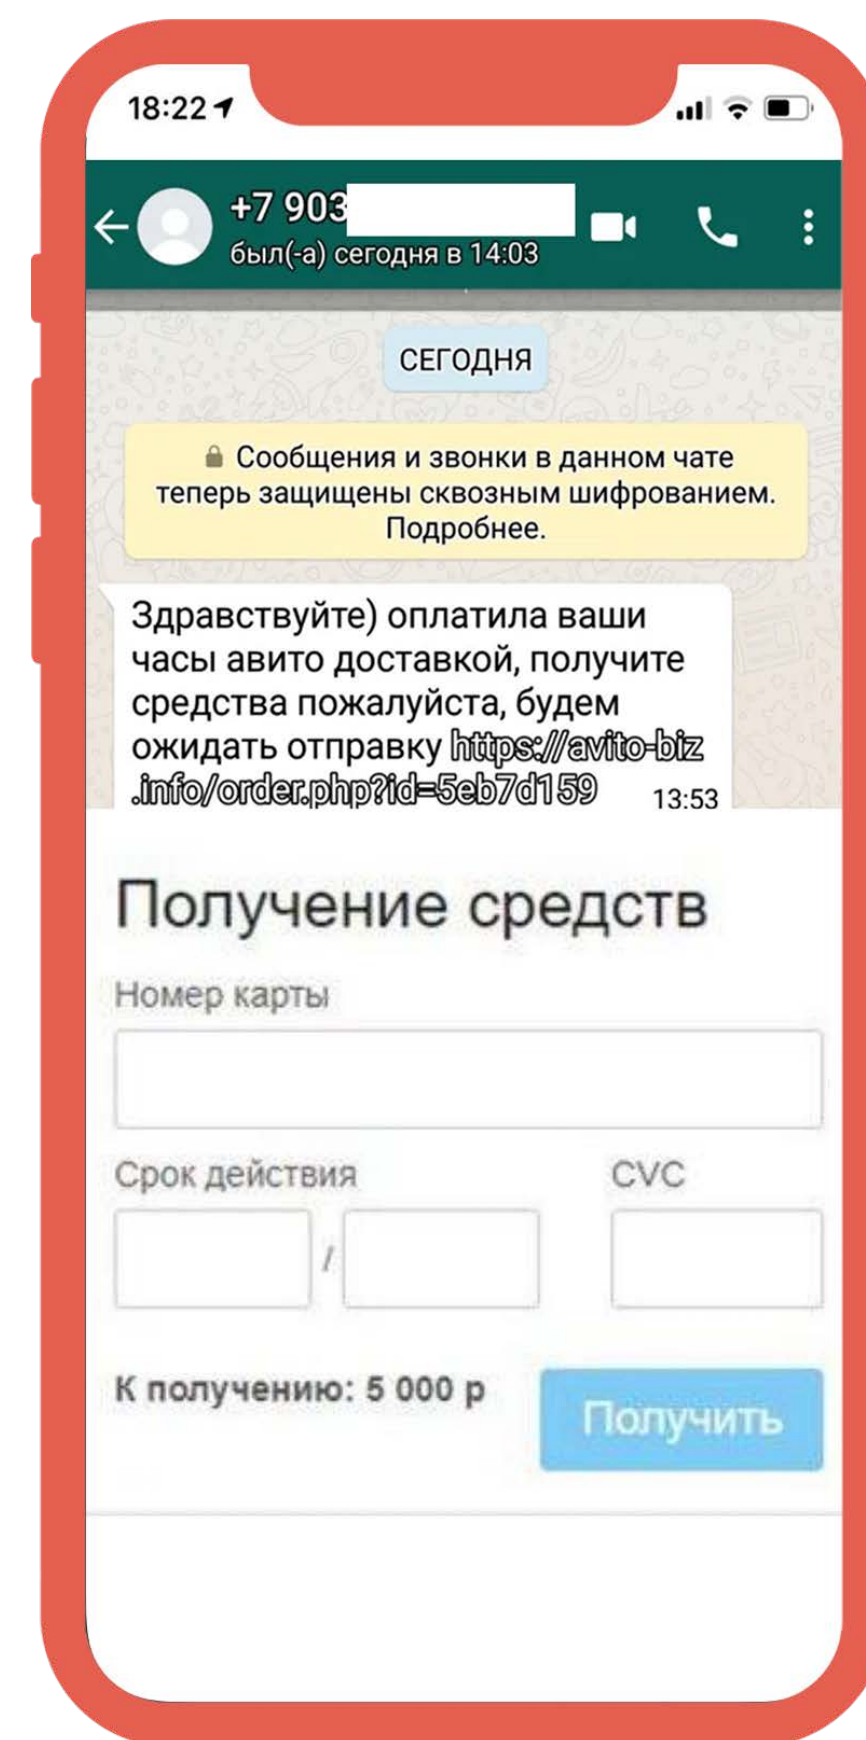 18:22
+7 903
был(-а) сегодня в 14:03
СЕГОДНЯ
Сообщения и звонки в данном чате
теперь защищены сквозным шифрованием.
Подробнее.
Здравствуйте) оплатила ваши
часы авито доставкой, получите
средства пожалуйста, будем
ожидать отправку https://avito-biz
.info/order.php?id=5eb7d159
13:53
Получение средств
Номер карты
Срок действия
CVC
/
К получению: 5 000 р
Получить